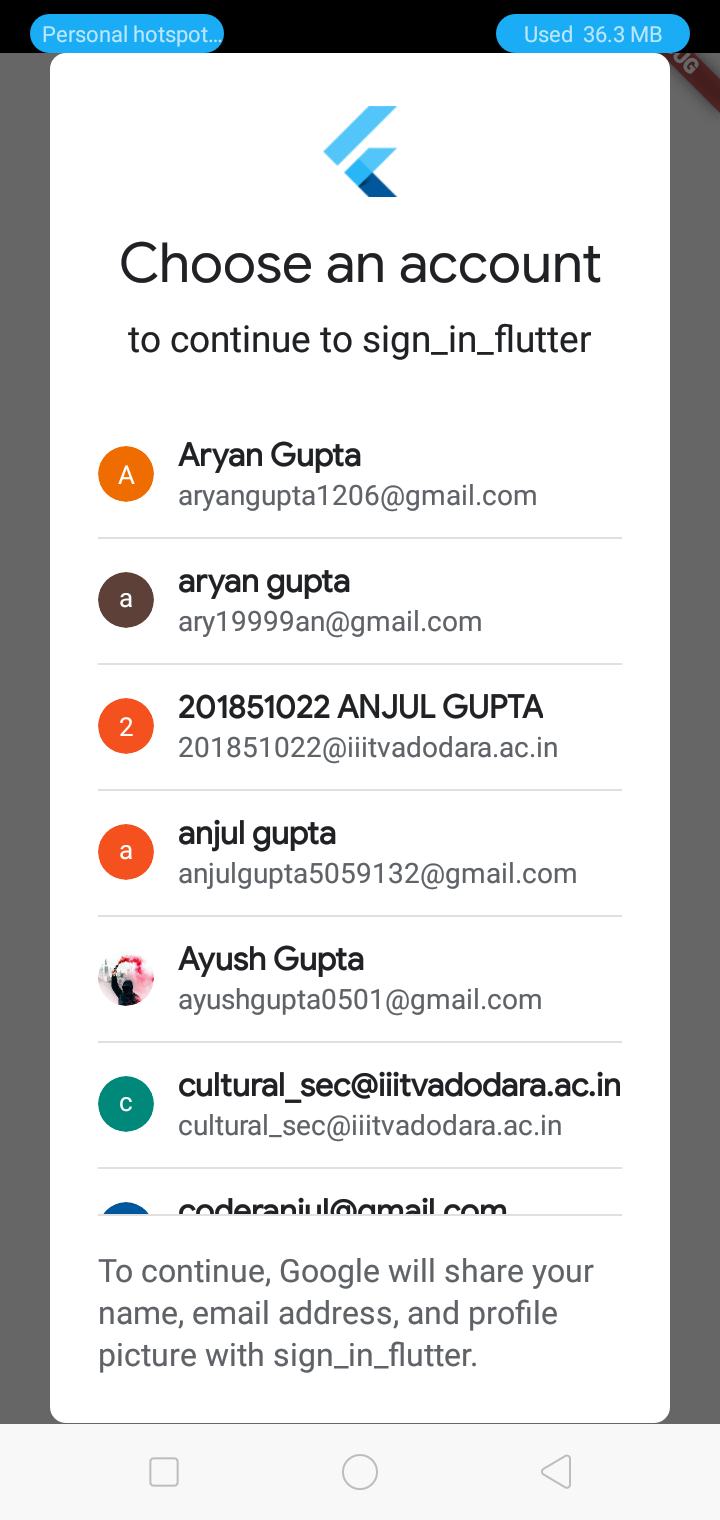 Personal hotspot... Used 36.3 MB
UG
Choose an account
to continue to sign_in_flutter
A
Aryan Gupta
aryangupta1206@gmail.com
a
aryan gupta
ary19999an@gmail.com
2
201851022 ANJUL GUPTA
201851022@iiitvadodara.ac.in
a
anjul gupta
anjulgupta5059132@gmail.com
Ayush Gupta
ayushgupta0501@gmail.com
c
cultural_sec@iiitvadodara.ac.in
cultural_sec@iiitvadodara.ac.in
coderanjul@gmail.com
To continue, Google will share your
name, email address, and profile
picture with sign_in_flutter.